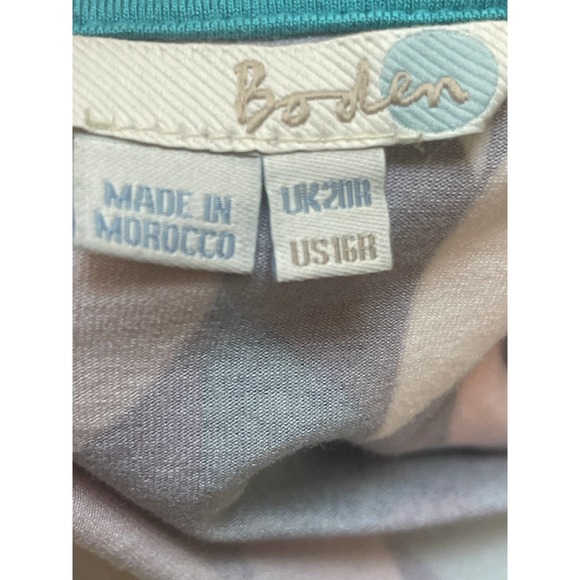 Boden
MADE IN
MOROCCO
UK20R
US16R